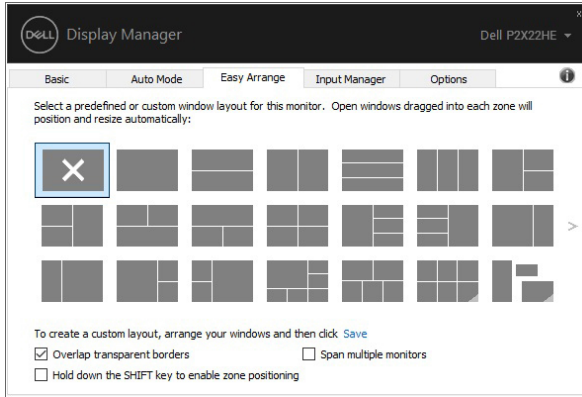 x
DELL Display Manager Dell P2X22HE
Basic Auto Mode Easy Arrange Input Manager Options i
Select a predefined or custom window layout for this monitor. Open windows dragged into each zone will
position and resize automatically:
>
To create a custom layout, arrange your windows and then click Save
Overlap transparent borders Span multiple monitors
Hold down the SHIFT key to enable zone positioning